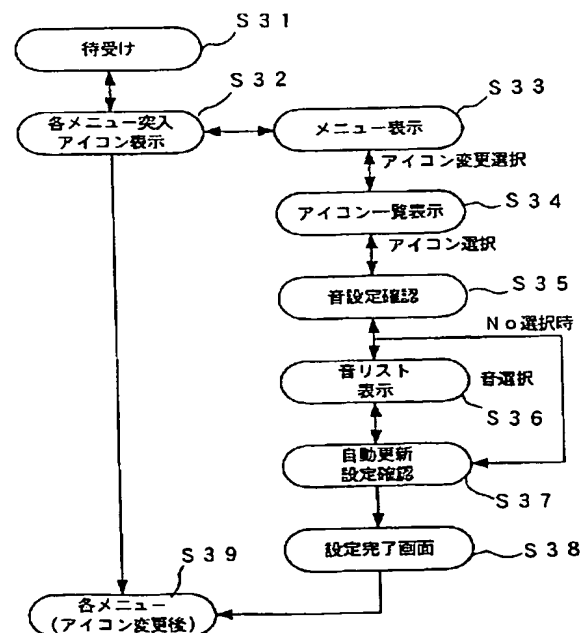 S31
待受け
S32
各メニュー突入
アイコン表示
S33
メニュー表示
アイコン変更選択
S34
アイコン一覧表示
アイコン選択
S35
音設定確認
No選択時
音リスト
表示
音選択
S36
自動更新
設定確認
S37
設定完了画面
S38
S39
各メニュー
(アイコン変更後)